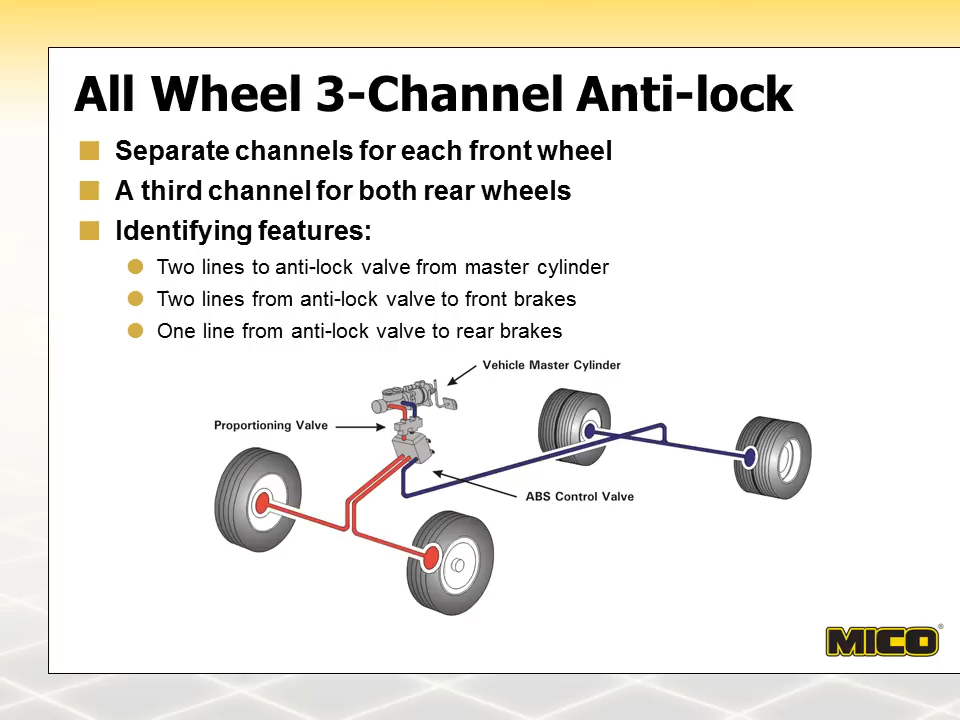 All Wheel 3-Channel Anti-lock
Separate channels for each front wheel
A third channel for both rear wheels
Identifying features:
Two lines to anti-lock valve from master cylinder
Two lines from anti-lock valve to front brakes
One line from anti-lock valve to rear brakes
Vehicle Master Cylinder
Proportioning Valve
ABS Control Valve
MICO®